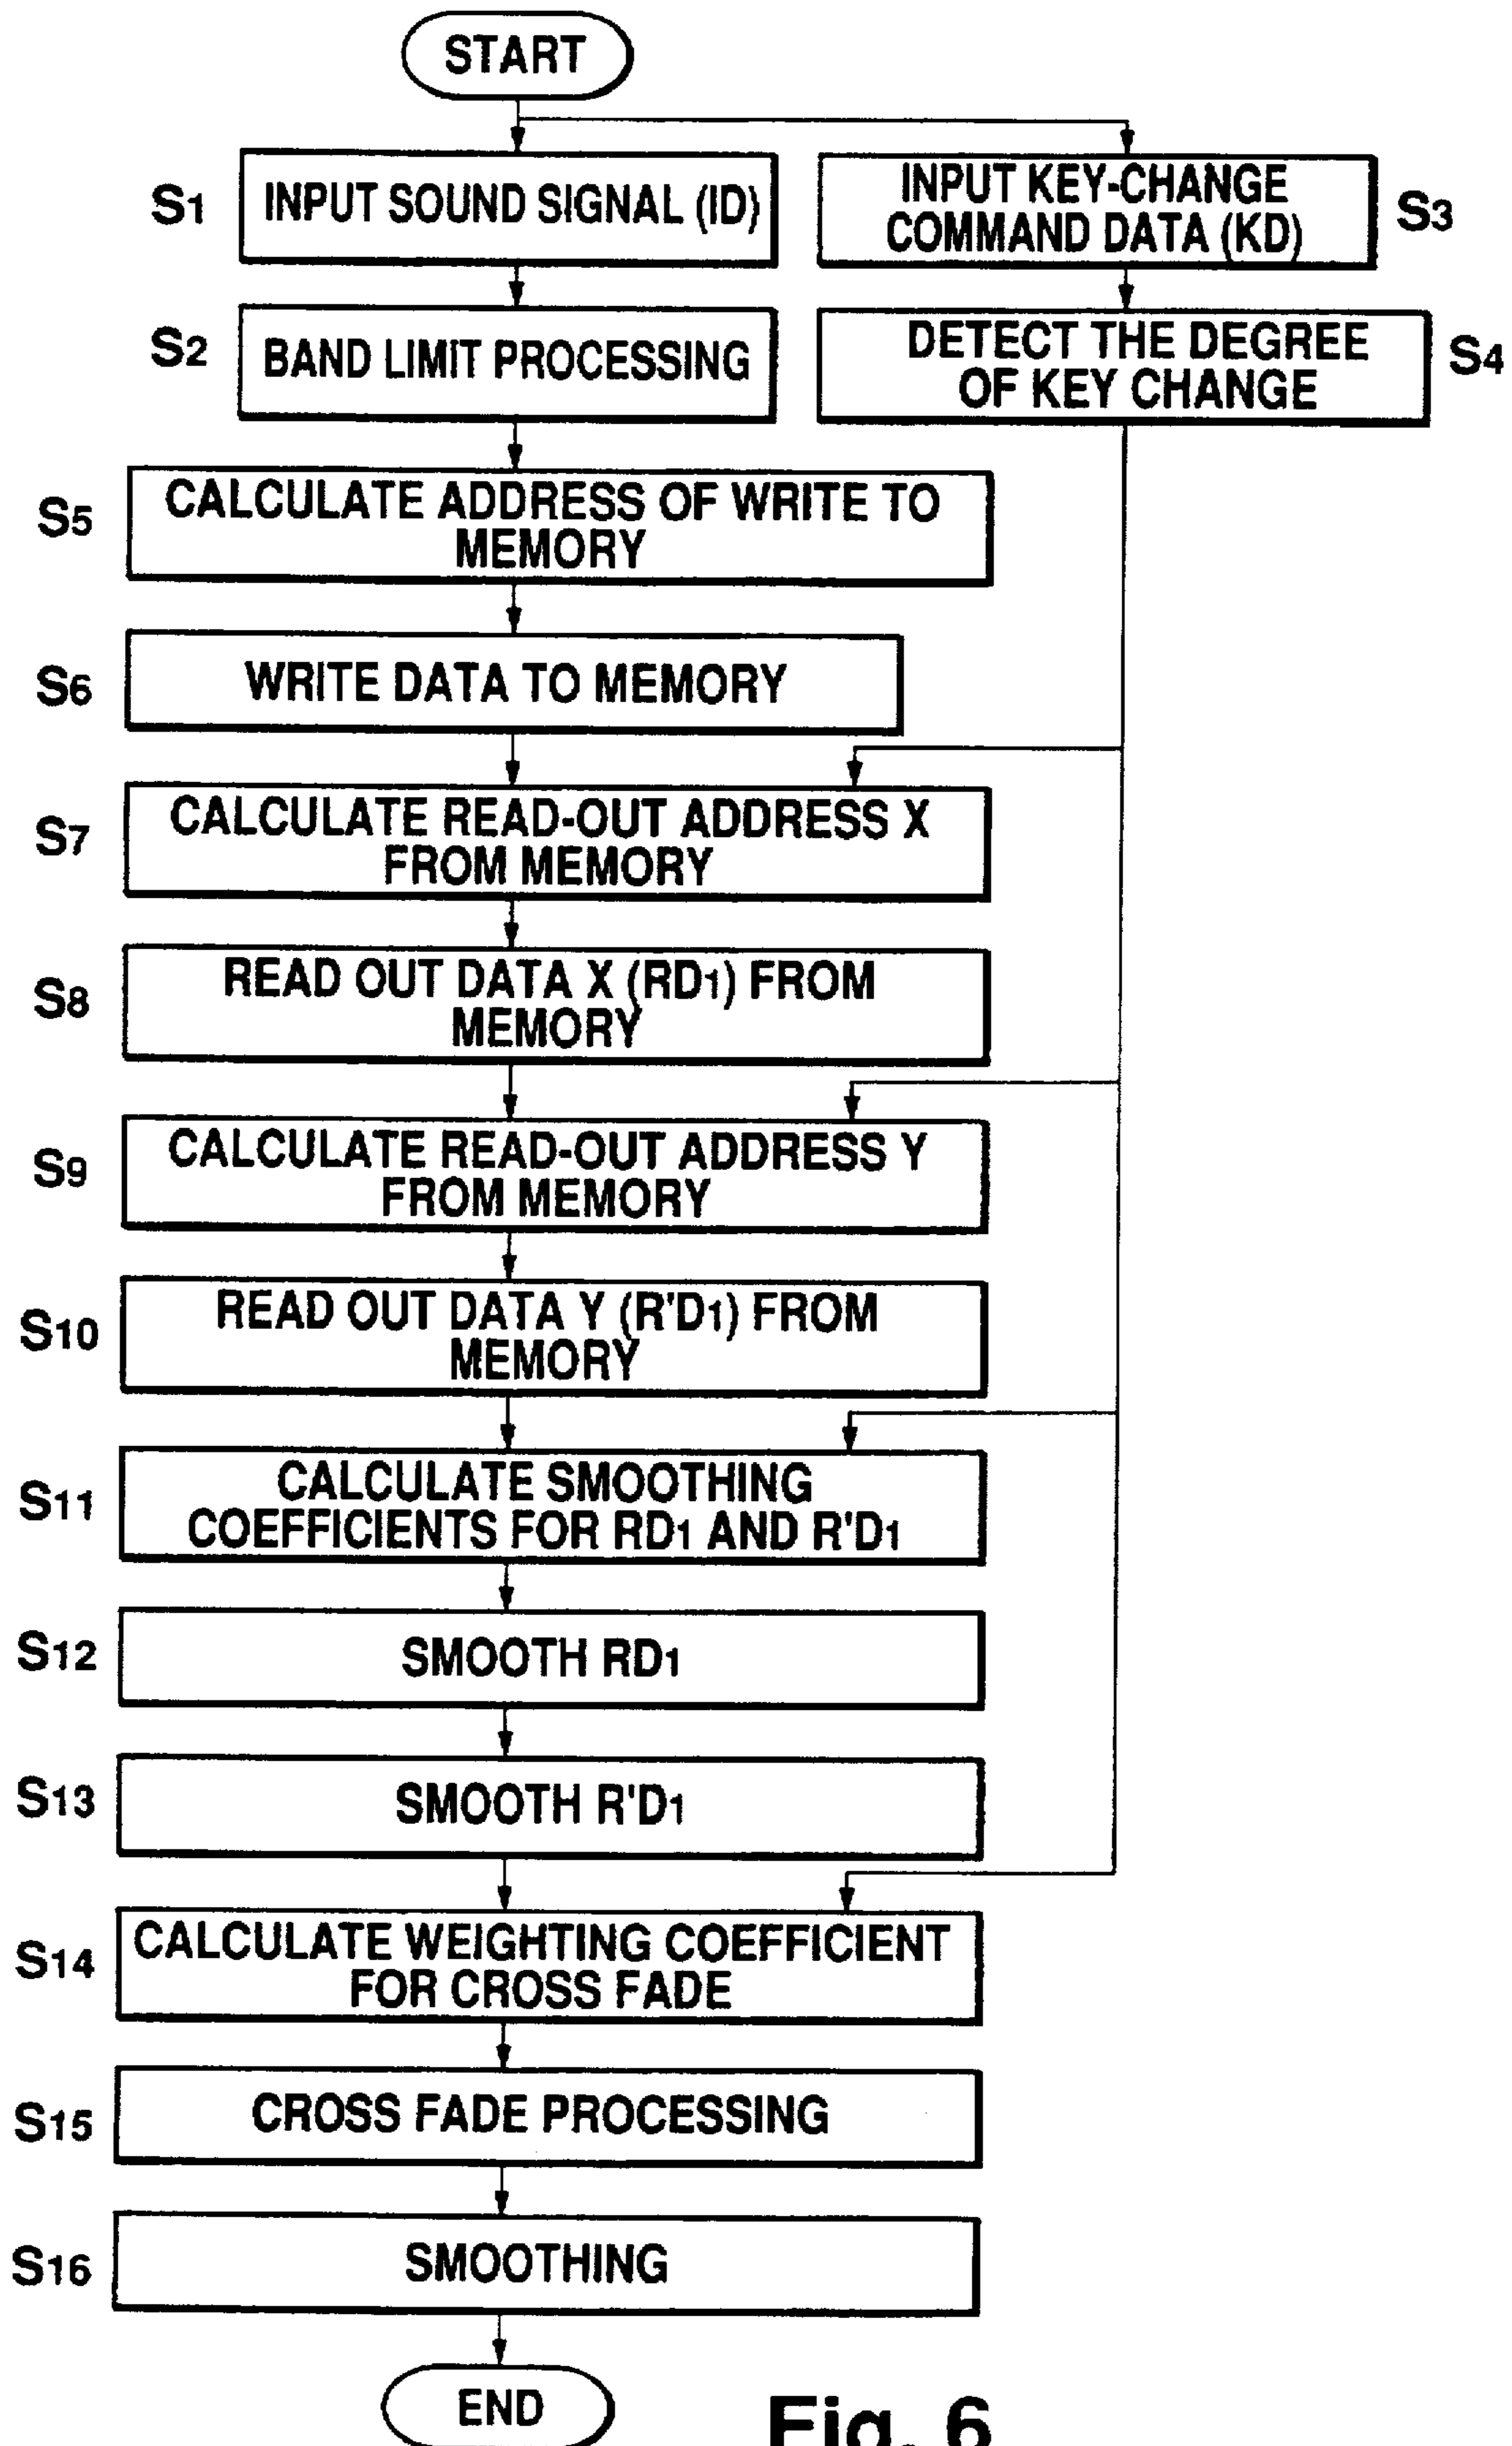 START
S1
INPUT SOUND SIGNAL (ID)
INPUT KEY-CHANGE
COMMAND DATA (KD)
S3
S2
BAND LIMIT PROCESSING
DETECT THE DEGREE
OF KEY CHANGE
S4
S5
CALCULATE ADDRESS OF WRITE TO
MEMORY
S6
WRITE DATA TO MEMORY
S7
CALCULATE READ-OUT ADDRESS X
FROM MEMORY
S8
READ OUT DATA X (RD1) FROM
MEMORY
S9
CALCULATE READ-OUT ADDRESS Y
FROM MEMORY
S10
READ OUT DATA Y (R'D1) FROM
MEMORY
S11
CALCULATE SMOOTHING
COEFFICIENTS FOR RD1 AND R'D1
S12
SMOOTH RD1
S13
SMOOTH R'D1
S14
CALCULATE WEIGHTING COEFFICIENT
FOR CROSS FADE
S15
CROSS FADE PROCESSING
S16
SMOOTHING
END
Fig. 6